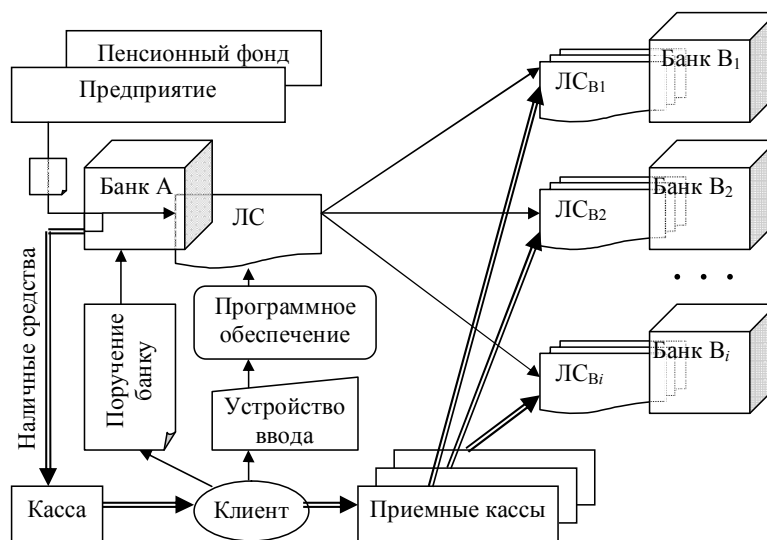 Пенсионный фонд
Предприятие
Банк А
ЛС
ЛСВ1
Банк В1
ЛСВ2
Банк В2
. . .
ЛСВi
Банк Вi
Наличные средства
Поручение
банку
Программное
обеспечение
Устройство
ввода
Касса
Клиент
Приемные кассы